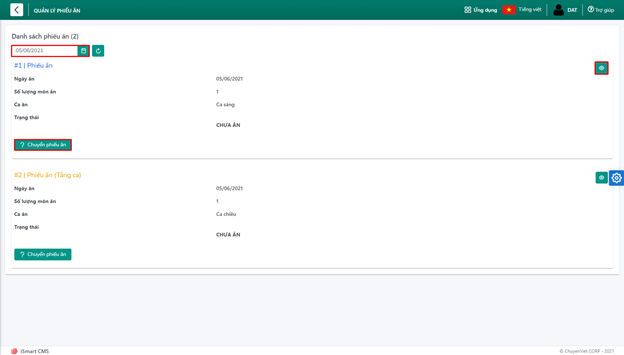 QUẢN LÝ PHIẾU ĂN
Ứng dụng
Tiếng việt
DAT
Trợ giúp
Danh sách phiếu ăn (2)
05/06/2021
#1 | Phiếu ăn
Ngày ăn 05/06/2021
Số lượng món ăn 1
Ca ăn Ca sáng
Trạng thái
CHƯA ĂN
Chuyển phiếu ăn
#2 | Phiếu ăn (Tăng ca)
Ngày ăn 05/06/2021
Số lượng món ăn 1
Ca ăn Ca chiều
Trạng thái
CHƯA ĂN
Chuyển phiếu ăn
iSmart CMS
© ChuyenViet CORP - 2021